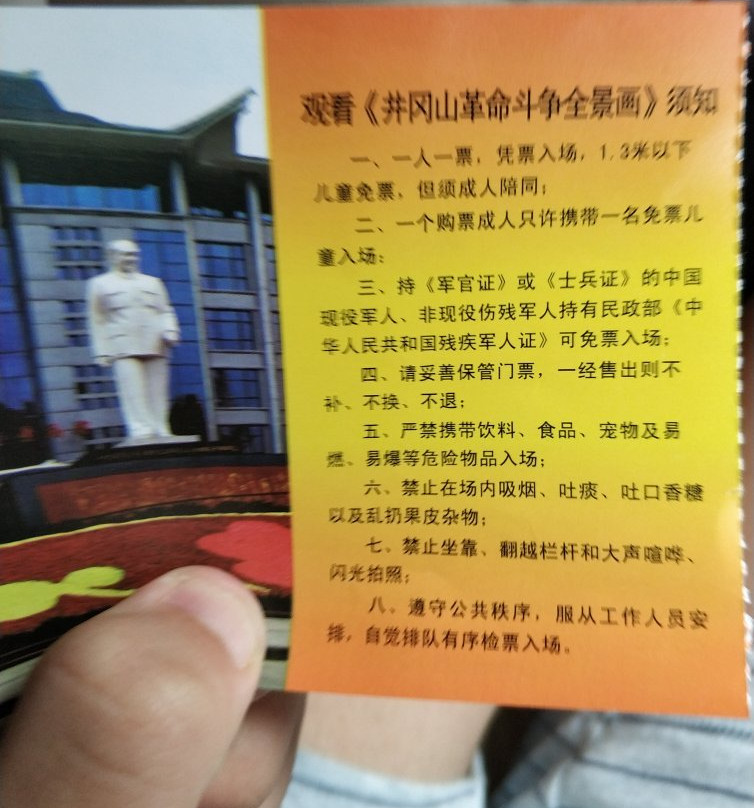 观看《井冈山革命斗争全景画》须知
一、一人一票，凭票入场，1.3米以下
儿童免票，但须成人陪同；
二、一个购票成人只许携带一名免票儿
童入场：
三、持《军官证》或《士兵证》的中国
现役军人、非现役伤残军人持有民政部《中
华人民共和国残疾军人证》可免票入场；
四、请妥善保管门票，一经售出则不
补、不换、不退；
五、严禁携带饮料、食品、宠物及易
燃、易爆等危险物品入场；
六、禁止在场内吸烟、吐痰、吐口香糖
以及乱扔果皮杂物；
七、禁止坐靠、翻越栏杆和大声喧哗、
闪光拍照；
八。遵守公共秩序，服从工作人员安
排，自觉排队有序检票入场。